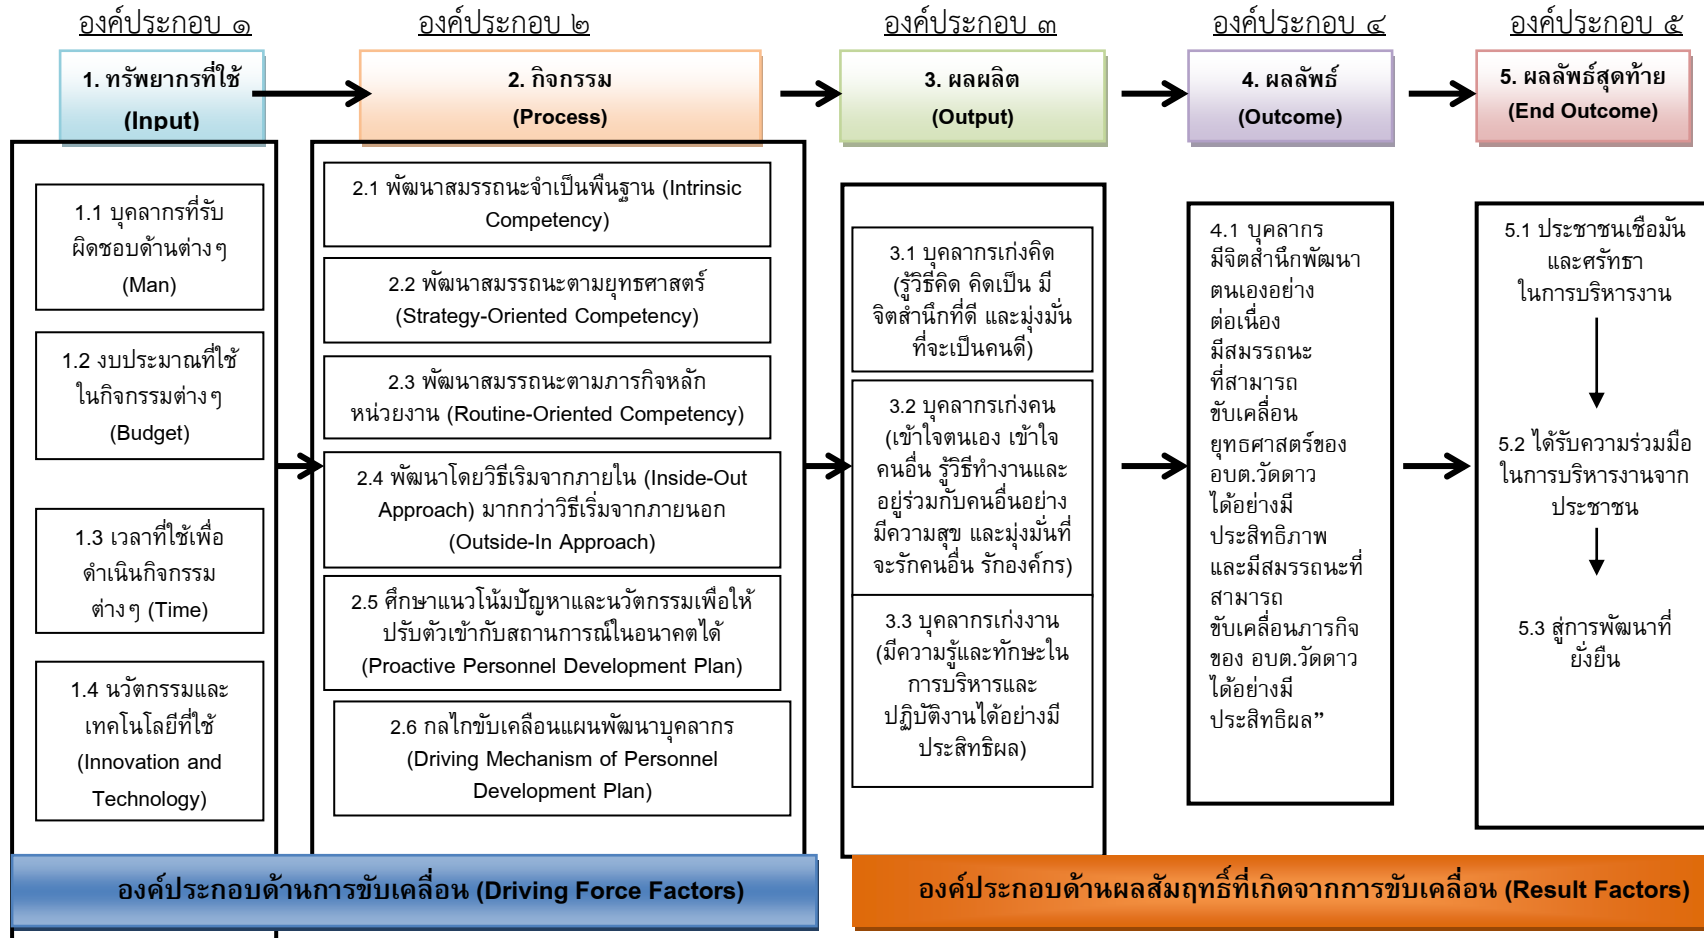 องค์ประกอบ ๑
องค์ประกอบ ๒
องค์ประกอบ ๓
องค์ประกอบ ๔
องค์ประกอบ ๕
1. ทรัพยากรที่ใช้
(Input)
2. กิจกรรม
(Process)
3. ผลผลิต
(Output)
4. ผลลัพธ์
(Outcome)
5. ผลลัพธ์สุดท้าย
(End Outcome)
1.1 บุคลากรที่รับ
ผิดชอบด้านต่างๆ
(Man)
1.2 งบประมาณที่ใช้
ในกิจกรรมต่างๆ
(Budget)
1.3 เวลาที่ใช้เพื่อ
ดำเนินกิจกรรม
ต่างๆ (Time)
1.4 นวัตกรรมและ
เทคโนโลยีที่ใช้
(Innovation and
Technology)
2.1 พัฒนาสมรรถนะจำเป็นพื้นฐาน (Intrinsic
Competency)
2.2 พัฒนาสมรรถนะตามยุทธศาสตร์
(Strategy-Oriented Competency)
2.3 พัฒนาสมรรถนะตามภารกิจหลัก
หน่วยงาน (Routine-Oriented Competency)
2.4 พัฒนาโดยวิธีเริ่มจากภายใน (Inside-Out
Approach) มากกว่าวิธีเริ่มจากภายนอก
(Outside-In Approach)
2.5 ศึกษาแนวโน้มปัญหาและนวัตกรรมเพื่อให้
ปรับตัวเข้ากับสถานการณ์ในอนาคตได้
(Proactive Personnel Development Plan)
2.6 กลไกขับเคลื่อนแผนพัฒนาบุคลากร
(Driving Mechanism of Personnel
Development Plan)
3.1 บุคลากรเก่งคิด
(รู้วิธีคิด คิดเป็น มี
จิตสำนึกที่ดี และมุ่งมั่น
ที่จะเป็นคนดี)
3.2 บุคลากรเก่งคน
(เข้าใจตนเอง เข้าใจ
คนอื่น รู้วิธีทำงานและ
อยู่ร่วมกับคนอื่นอย่าง
มีความสุข และมุ่งมั่นที่
จะรักคนอื่น รักองค์กร)
3.3 บุคลากรเก่งงาน
(มีความรู้และทักษะใน
การบริหารและ
ปฏิบัติงานได้อย่างมี
ประสิทธิผล)
4.1 บุคลากร
มีจิตสำนึกพัฒนา
ตนเองอย่าง
ต่อเนื่อง
มีสมรรถนะ
ที่สามารถ
ขับเคลื่อน
ยุทธศาสตร์ของ
อบต.วัดดาว
ได้อย่างมี
ประสิทธิภาพ
และมีสมรรถนะที่
สามารถ
ขับเคลื่อนภารกิจ
ของ อบต.วัดดาว
ได้อย่างมี
ประสิทธิผล”
5.1 ประชาชนเชื่อมั่น
และศรัทธา
ในการบริหารงาน
5.2 ได้รับความร่วมมือ
ในการบริหารงานจาก
ประชาชน
5.3 สู่การพัฒนาที่
ยั่งยืน
องค์ประกอบด้านการขับเคลื่อน (Driving Force Factors)
องค์ประกอบด้านผลสัมฤทธิ์ที่เกิดจากการขับเคลื่อน (Result Factors)